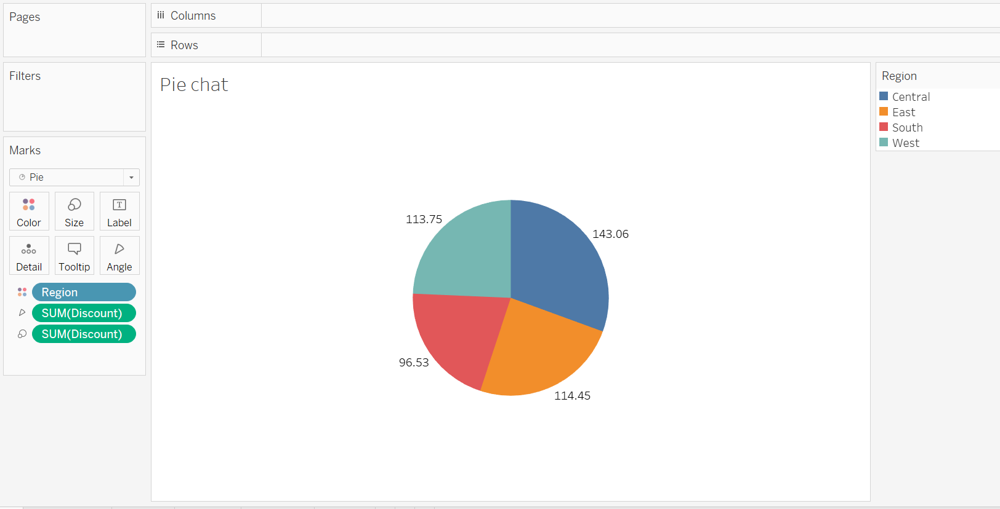 Pages
Columns
Rows
Filters
Marks
Pie
Color
Size
Label
Detail
Tooltip
Angle
Region
SUM(Discount)
SUM(Discount)
Pie chat
113.75
143.06
96.53
114.45
Region
Central
East
South
West